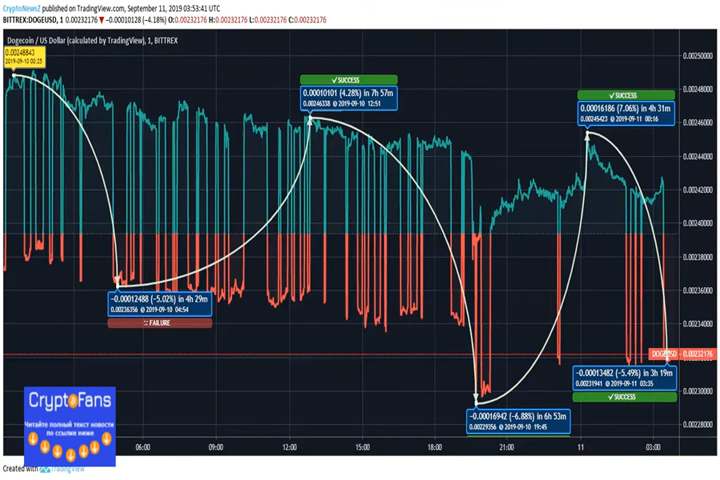 CryptoNewsZ published on TradingView.com, September 11, 2019 03:53:41 UTC
BITTREX:DOGEUSD, 1 0.00232176 ▼ −0.00010128 (−4.18%) O:0.00232176 H:0.00232176 L:0.00232176 C:0.00232176
Dogecoin / US Dollar (calculated by TradingView), 1, BITTREX
0.00248843
2019-09-10 00:25
✓ SUCCESS
0.00010101 (4.28%) in 7h 57m
0.00246338 @ 2019-09-10 12:51
✓ SUCCESS
0.00016186 (7.06%) in 4h 31m
0.00245423 @ 2019-09-11 00:16
−0.00012488 (−5.02%) in 4h 29m
0.00236356 @ 2019-09-10 04:54
FAILURE
−0.00016942 (−6.88%) in 6h 53m
0.00229356 @ 2019-09-10 19:45
−0.00013482 (−5.49%) in 3h 19m
0.00231941 @ 2019-09-11 03:35
✓ SUCCESS
0.00250000
0.00248000
0.00246000
0.00244000
0.00242000
0.00240000
0.00238000
0.00236000
0.00234000
DOGEUSD 0.00232176
0.00230000
0.00228000
CryptoFans
Читайте полный текст новости
по ссылке ниже
06:00
09:00
12:00
15:00
18:00
21:00
11
03:00
Created with TradingView